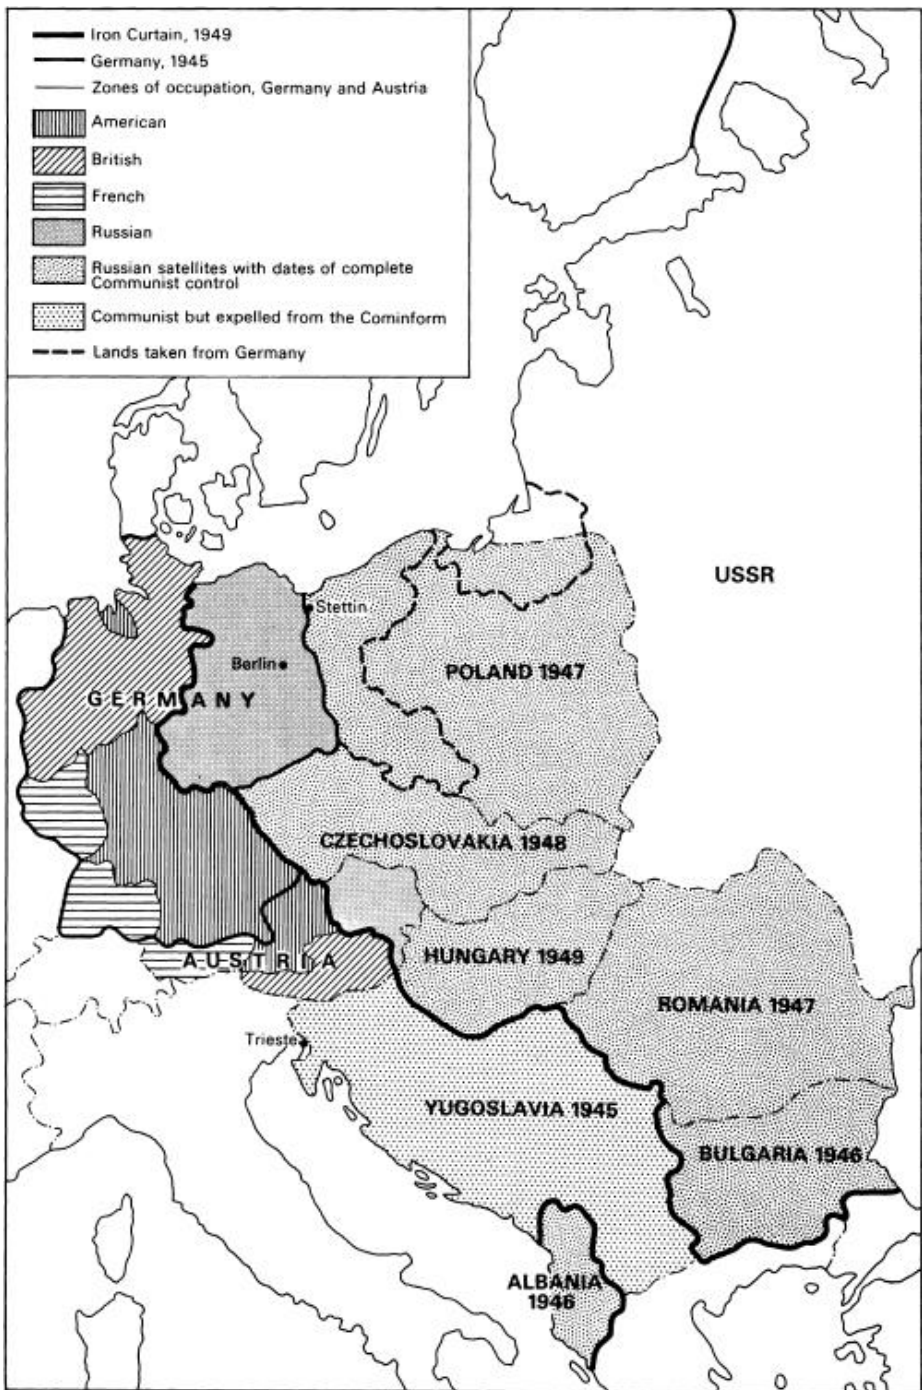 Iron Curtain, 1949
Germany, 1945
Zones of occupation, Germany and Austria
American
British
French
Russian
Russian satellites with dates of complete
Communist control
Communist but expelled from the Cominform
Lands taken from Germany
USSR
Stettin
Berlin
POLAND 1947
GERMANY
CZECHOSLOVAKIA 1948
HUNGARY 1949
AUSTRIA
ROMANIA 1947
Trieste
YUGOSLAVIA 1945
BULGARIA 1946
ALBANIA
1946